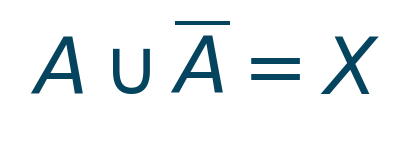 A ∪ A̅ = X